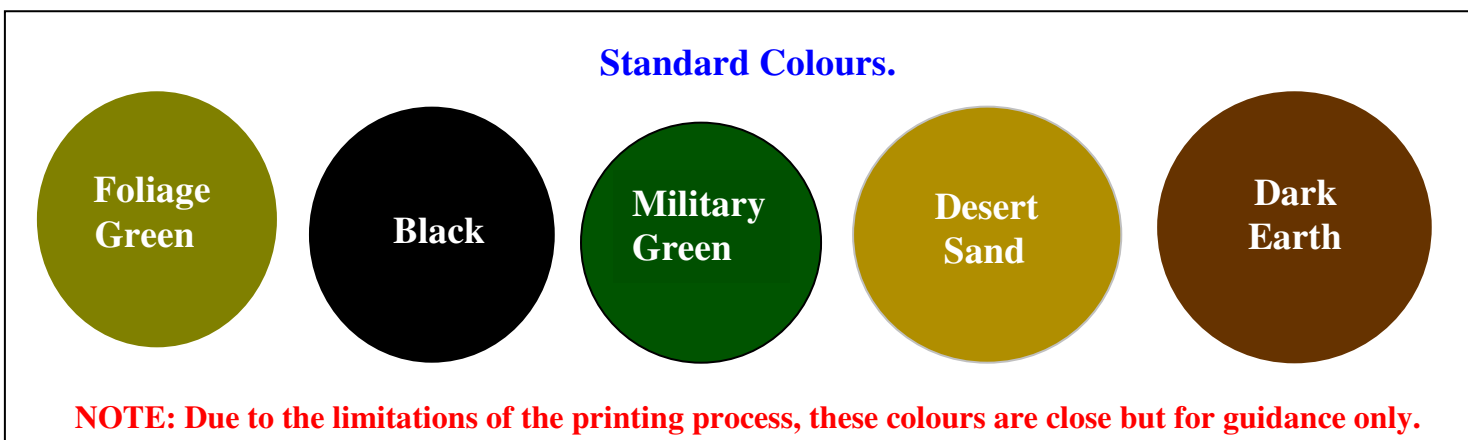 Standard Colours.
Foliage
Green
Black
Military
Green
Desert
Sand
Dark
Earth
NOTE: Due to the limitations of the printing process, these colours are close but for guidance only.